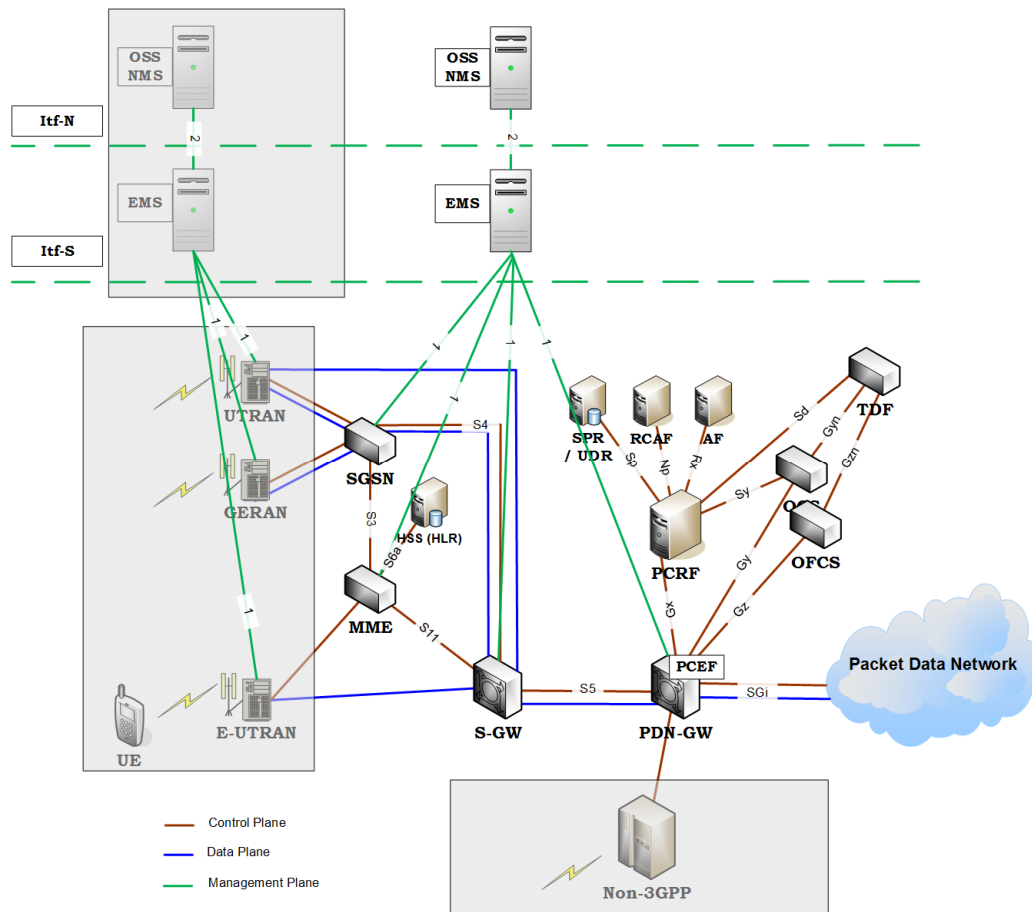 OSS
NMS
OSS
NMS
Itf-N
2
2
EMS
EMS
Itf-S
1
1
1
1
1
1
1
UTRAN
S4
SGSN
GERAN
S3
HSS (HLR)
S6a
MME
S11
E-UTRAN
UE
S-GW
S5
SPR
/ UDR
RCAF
AF
Sp
Np
Rx
Sd
Sy
Gyn
Gzn
TDF
OCS
OFCS
PCRF
Gx
Gy
Gz
PCEF
PDN-GW
SGi
Packet Data Network
Control Plane
Data Plane
Management Plane
Non-3GPP